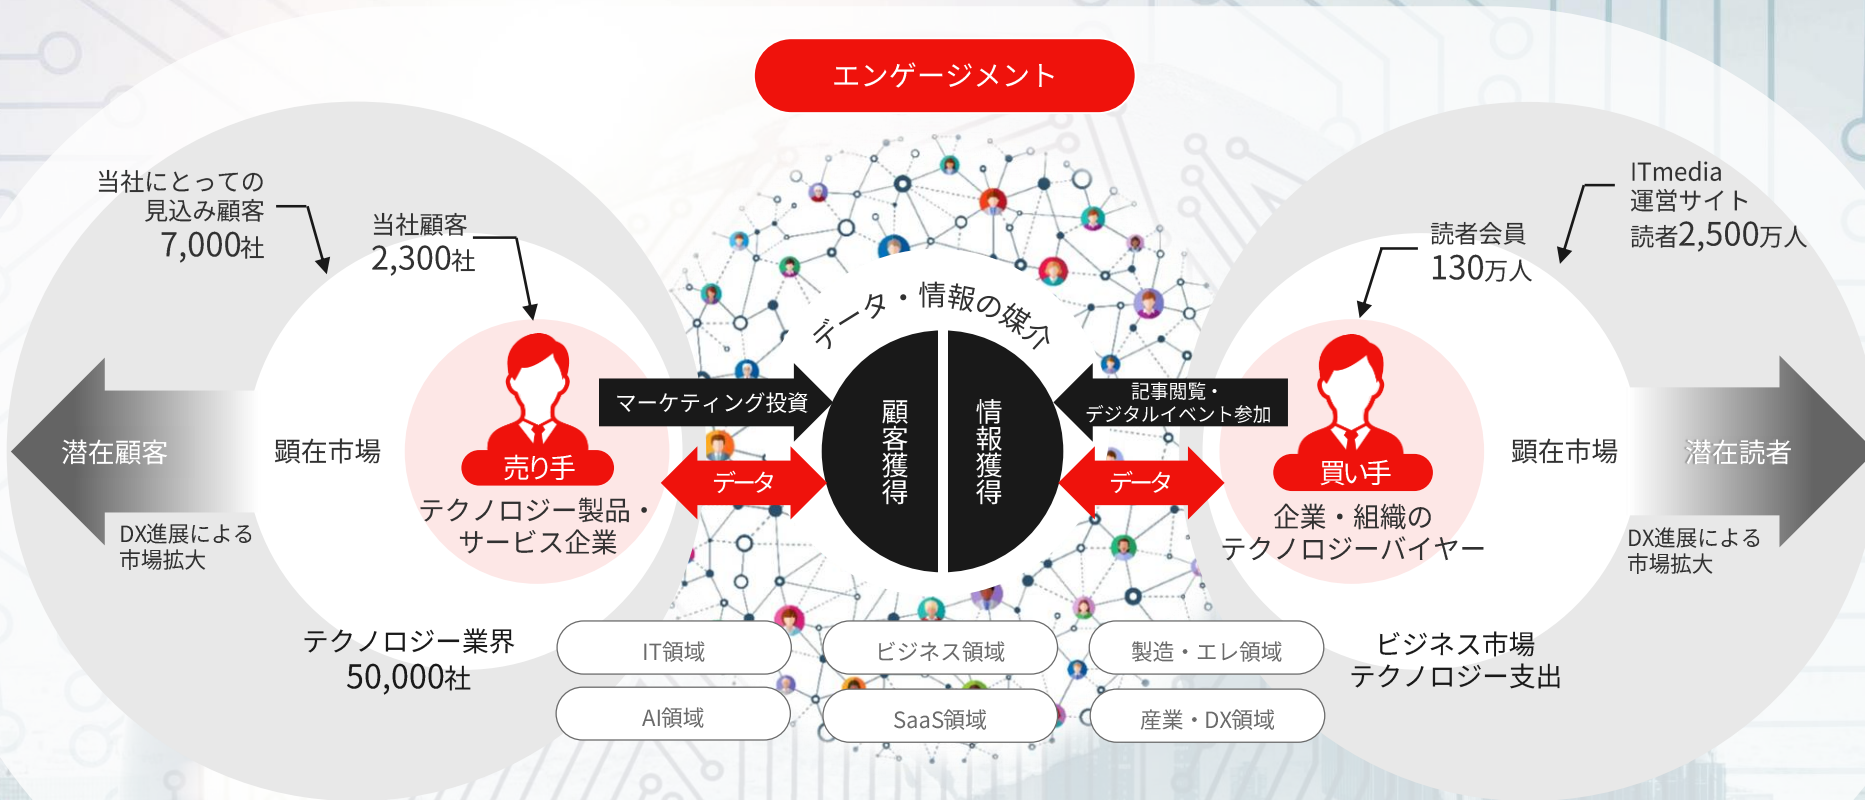 エンゲージメント
当社にとっての
見込み顧客
7,000社
当社顧客
2,300社
ITmedia
運営サイト
読者2,500万人
読者会員
130万人
データ・情報の媒介
マーケティング投資
顧客獲得
情報獲得
記事閲覧・
デジタルイベント参加
潜在顧客
顕在市場
売り手
データ
データ
買い手
顕在市場
潜在読者
テクノロジー製品・
サービス企業
企業・組織の
テクノロジーバイヤー
DX進展による
市場拡大
DX進展による
市場拡大
テクノロジー業界
50,000社
IT領域
ビジネス領域
製造・エレ領域
AI領域
SaaS領域
産業・DX領域
ビジネス市場
テクノロジー支出